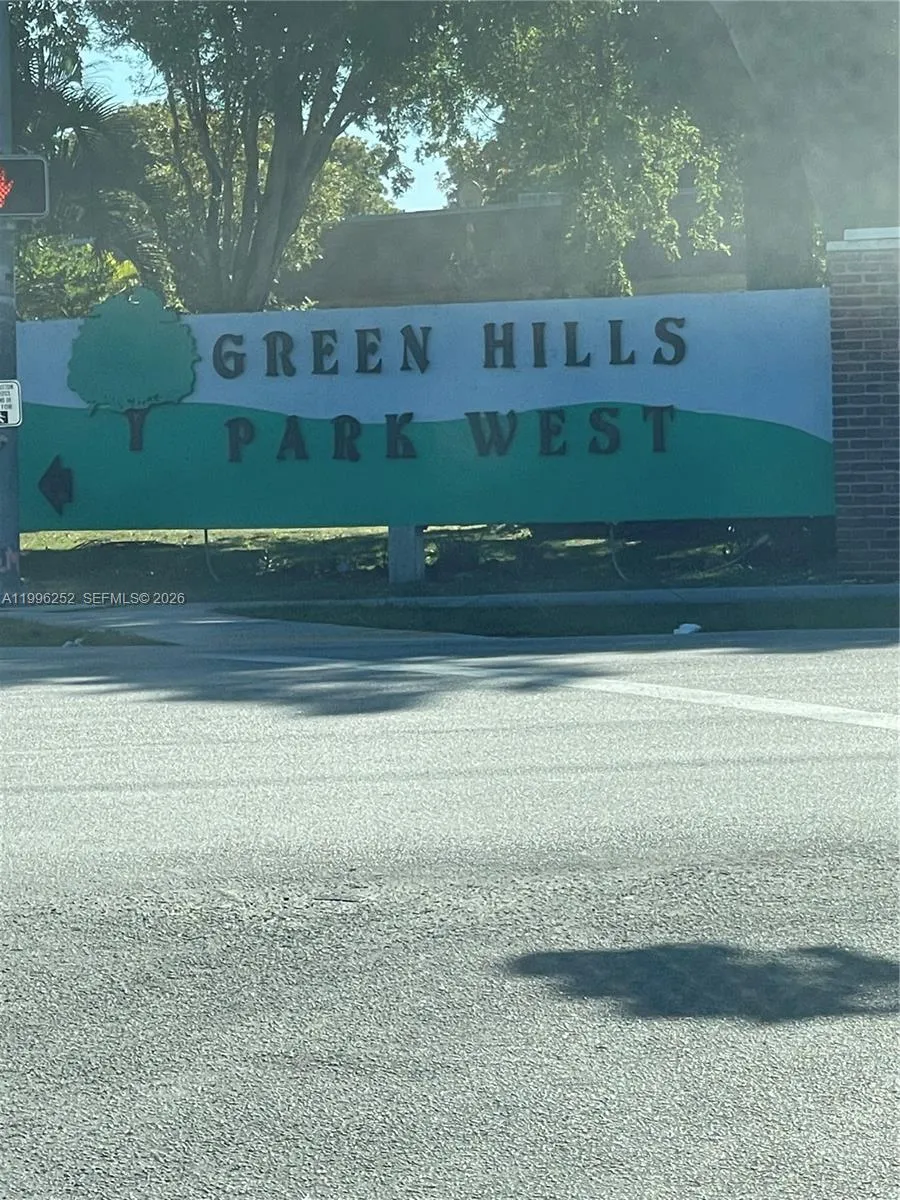 GREEN HILLS
PARK WEST
A11996252 SEFMLS© 2026